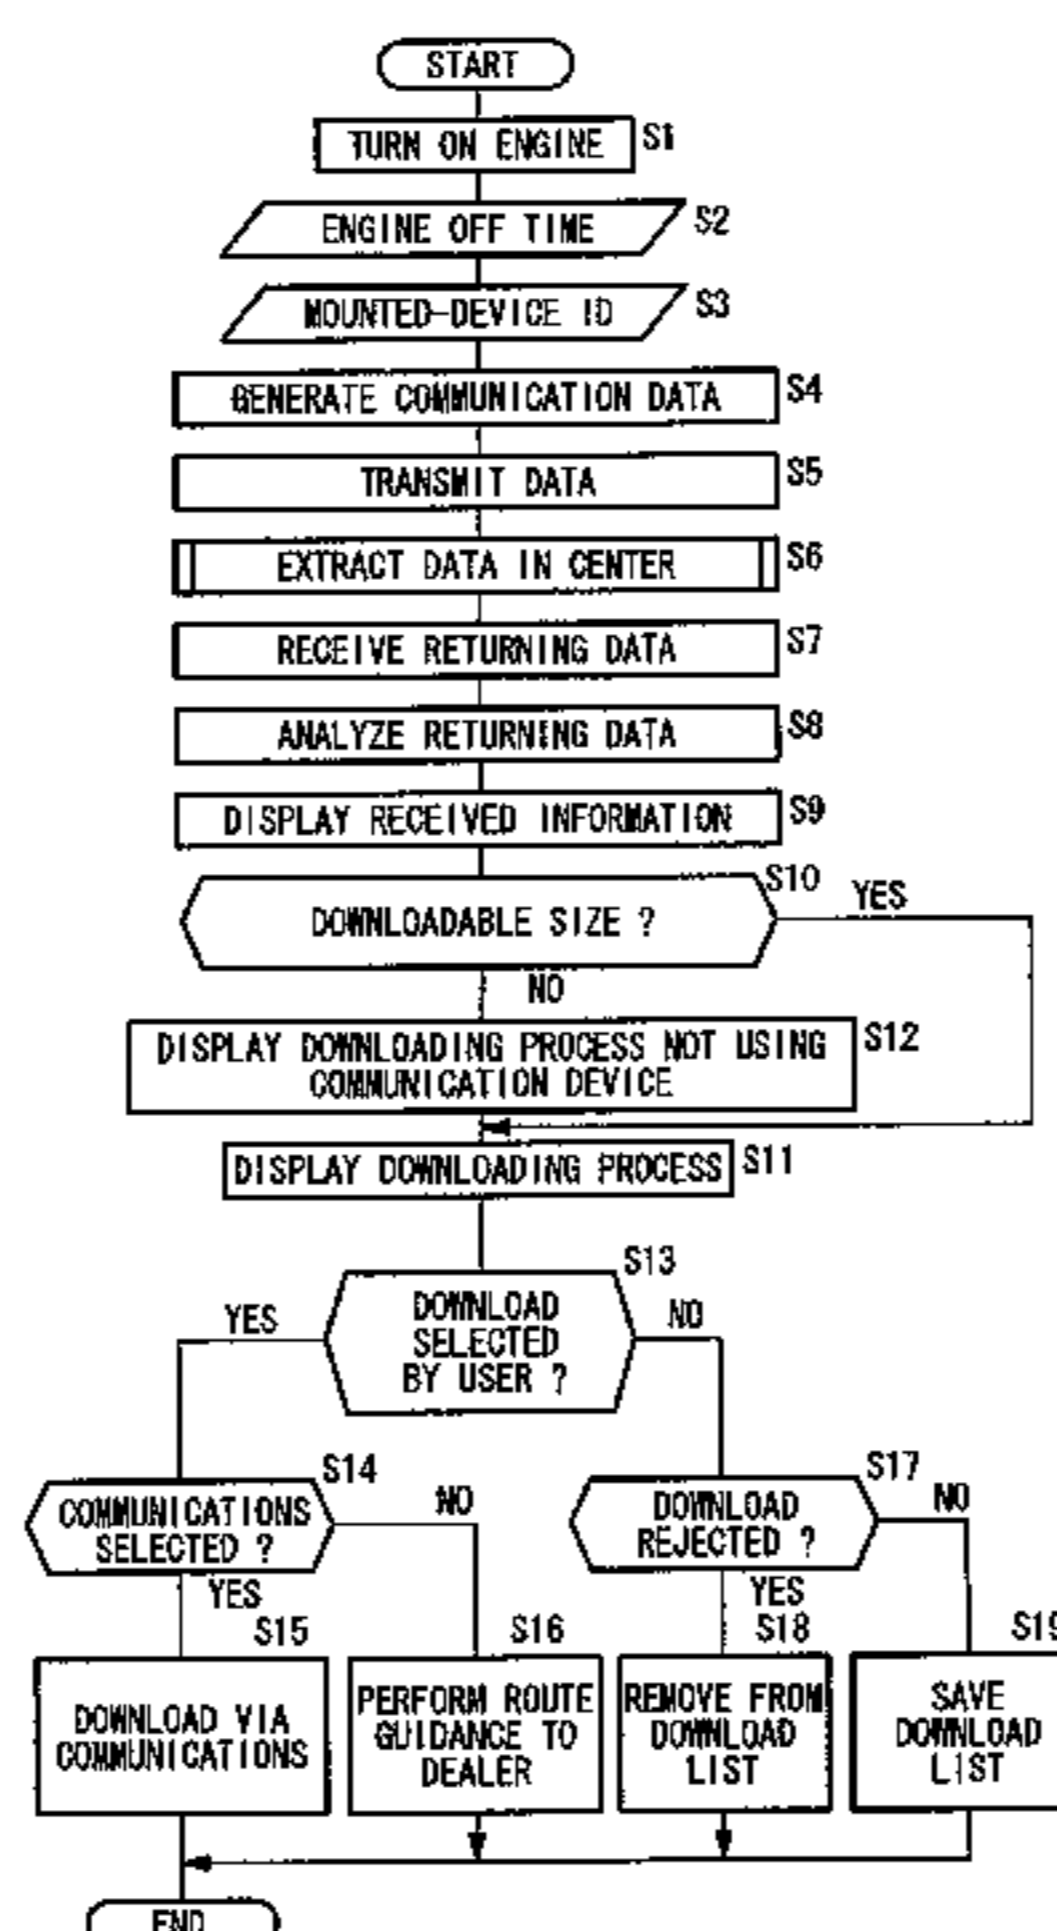 START
TURN ON ENGINE
S1
ENGINE OFF TIME
S2
MOUNTED-DEVICE ID
S3
GENERATE COMMUNICATION DATA
S4
TRANSMIT DATA
S5
EXTRACT DATA IN CENTER
S6
RECEIVE RETURNING DATA
S7
ANALYZE RETURNING DATA
S8
DISPLAY RECEIVED INFORMATION
S9
S10
DOWNLOADABLE SIZE ?
YES
NO
DISPLAY DOWNLOADING PROCESS NOT USING
COMMUNICATION DEVICE
S12
DISPLAY DOWNLOADING PROCESS
S11
S13
DOWNLOAD
SELECTED
BY USER ?
YES
NO
S14
COMMUNICATIONS
SELECTED ?
NO
YES
S17
DOWNLOAD
REJECTED ?
NO
YES
S15
DOWNLOAD VIA
COMMUNICATIONS
S16
PERFORM ROUTE
GUIDANCE TO
DEALER
S18
REMOVE FROM
DOWNLOAD
LIST
S19
SAVE
DOWNLOAD
LIST
END